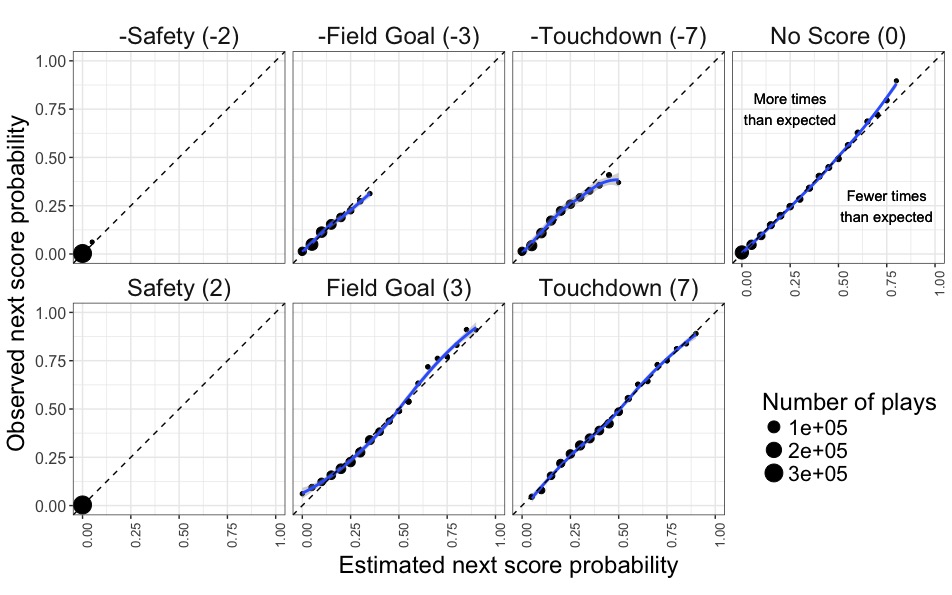 -Safety (-2)
-Field Goal (-3)
-Touchdown (-7)
No Score (0)
1.00
0.75
0.50
0.25
0.00
More times
than expected
Fewer times
than expected
0.00
0.25
0.50
0.75
1.00
Safety (2)
Field Goal (3)
Touchdown (7)
1.00
0.75
0.50
0.25
0.00
0.00
0.25
0.50
0.75
1.00
0.00
0.25
0.50
0.75
1.00
0.00
0.25
0.50
0.75
1.00
Observed next score probability
Estimated next score probability
Number of plays
1e+05
2e+05
3e+05